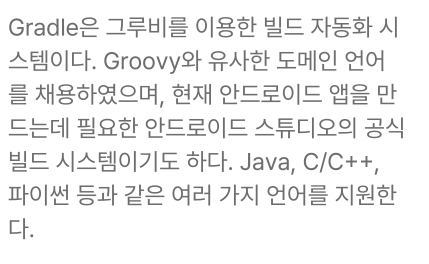 Gradle은 그루비를 이용한 빌드 자동화 시
스템이다. Groovy와 유사한 도메인 언어
를 채용하였으며, 현재 안드로이드 앱을 만
드는데 필요한 안드로이드 스튜디오의 공식
빌드 시스템이기도 하다. Java, C/C++,
파이썬 등과 같은 여러 가지 언어를 지원한
다.